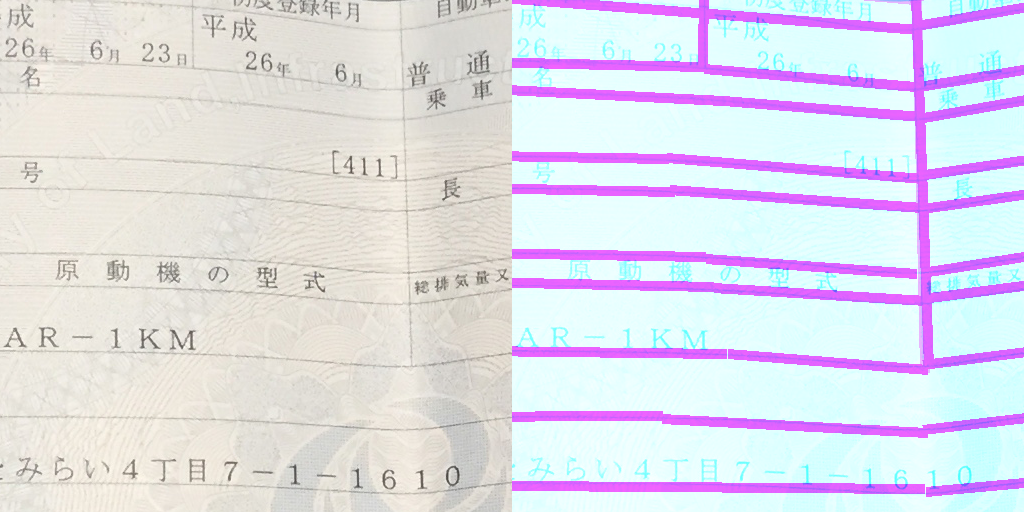 成 初度登録年月 自動車
平成
26年 6月 23日 26年 6月 普 通
名 乗 車
号 [411]
長
原 動 機 の 型 式 総排気量又
AR－1KM
みらい4丁目7－1－1610
成 初度登録年月 自動
平成
26年 6月 23日 26年 6月 普 通
名 乗 車
号 [411]
長
原 動 機 の 型 式 総排気量又
AR－1KM
みらい4丁目7－1－1610